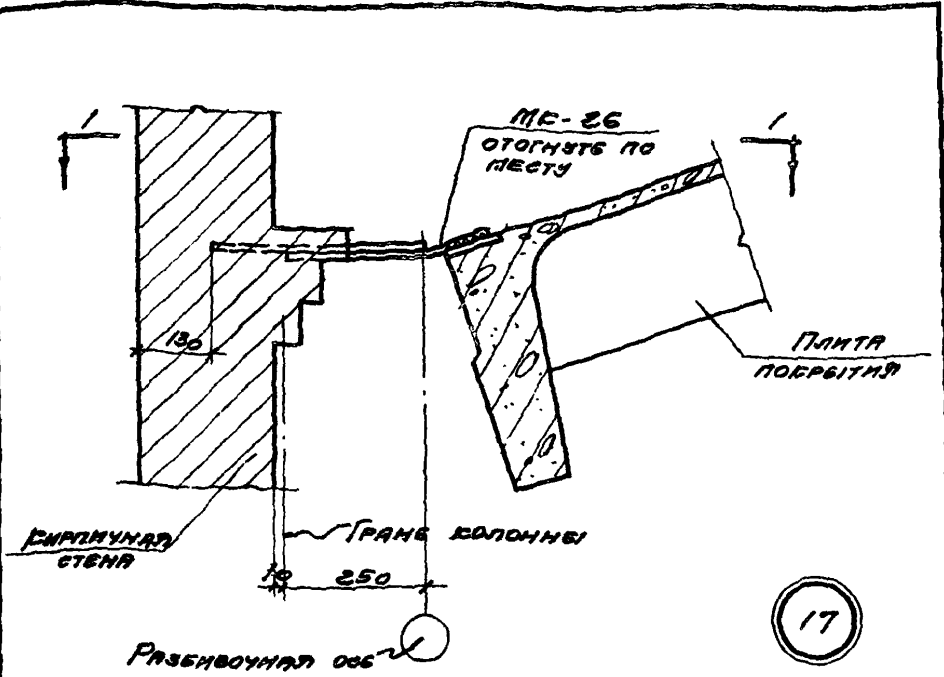 1
МК-26
отогнуть по
месту
1
130
Плита
покрытия
Кирпичная
стена
Грань колонны
10
250
17
Разбивочная ось